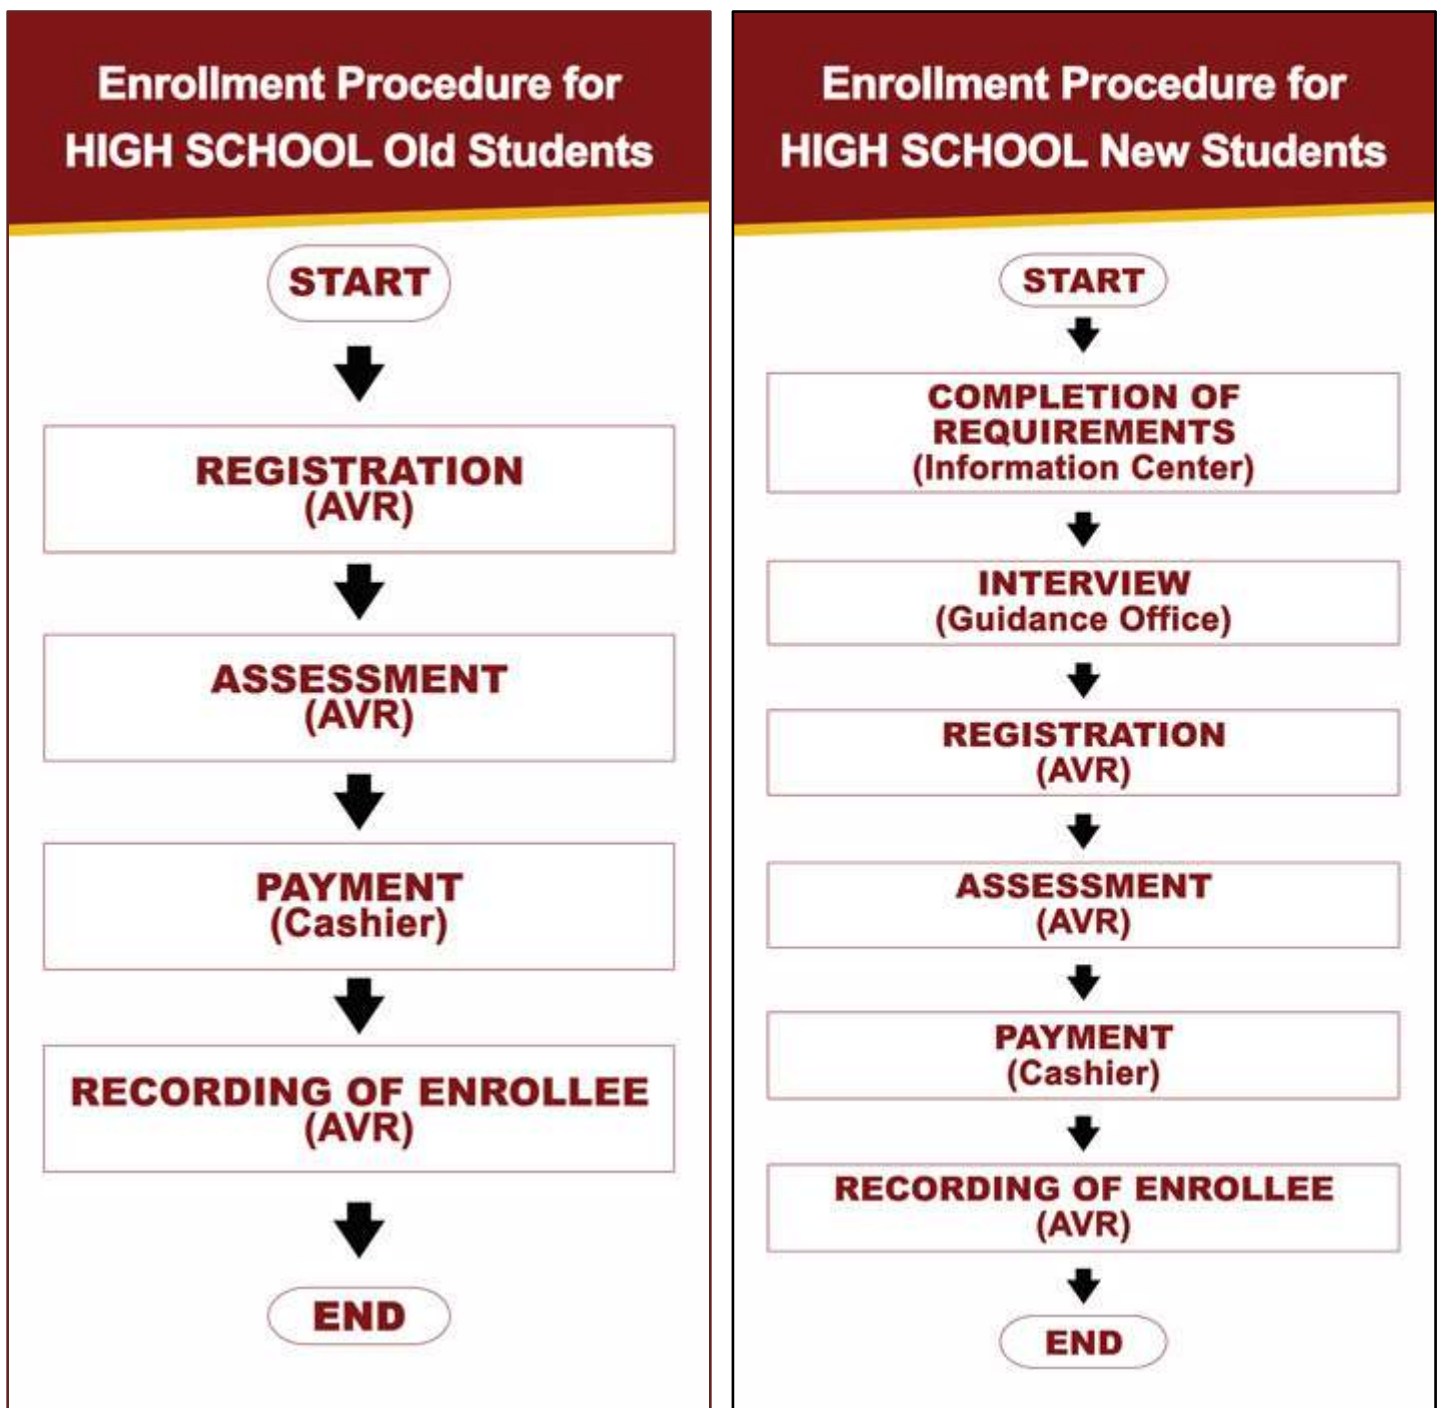 Enrollment Procedure for
HIGH SCHOOL Old Students
START
REGISTRATION
(AVR)
ASSESSMENT
(AVR)
PAYMENT
(Cashier)
RECORDING OF ENROLLEE
(AVR)
END
Enrollment Procedure for
HIGH SCHOOL New Students
START
COMPLETION OF
REQUIREMENTS
(Information Center)
INTERVIEW
(Guidance Office)
REGISTRATION
(AVR)
ASSESSMENT
(AVR)
PAYMENT
(Cashier)
RECORDING OF ENROLLEE
(AVR)
END